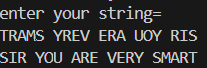 enter your string=
TRAMS YREV ERA UOY RIS
SIR YOU ARE VERY SMART